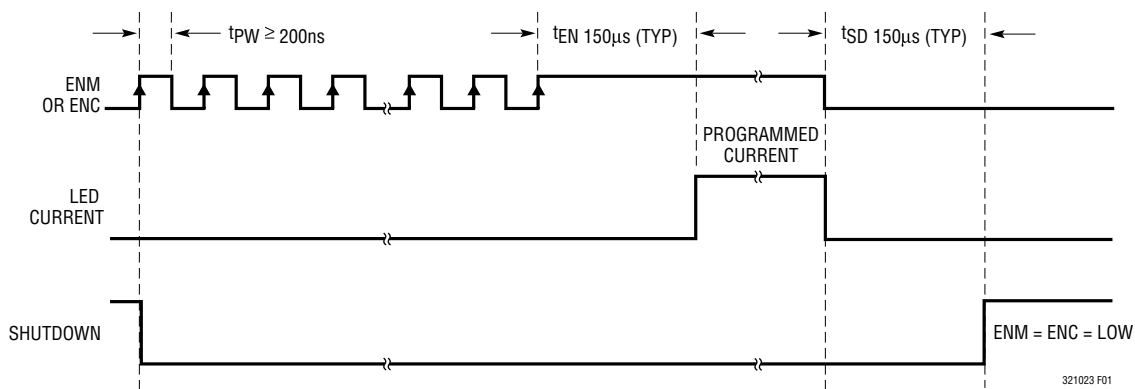 tPW ≥ 200ns
tEN 150µs (TYP)
tSD 150µs (TYP)
ENM
OR ENC
PROGRAMMED
CURRENT
LED
CURRENT
SHUTDOWN
ENM = ENC = LOW
321023 F01